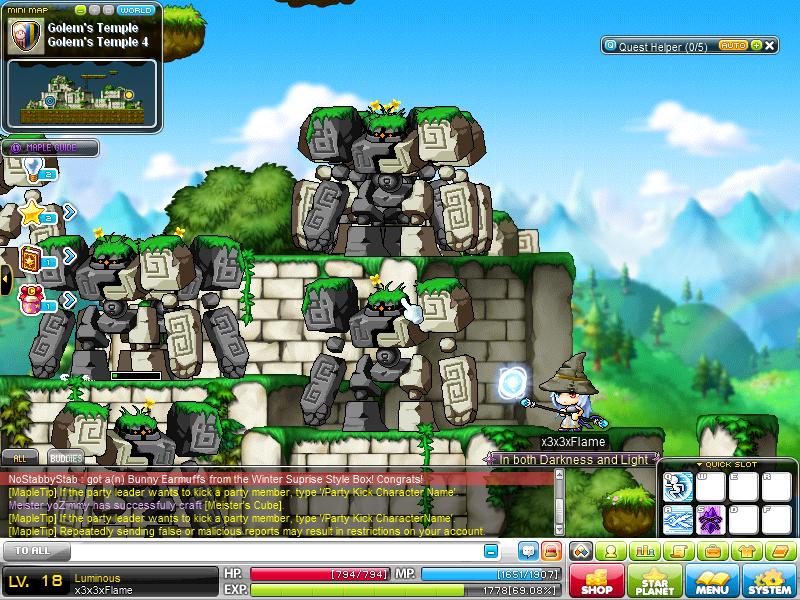 MINI MAP
WORLD
Golem's Temple
Golem's Temple 4
Quest Helper (0/5) AUTO
MAPLE GUIDE
2
2
1
1
x3x3xFlame
In both Darkness and Light
ALL BUDDIES
QUICK SLOT
NoStabbyStab : got a(n) Bunny Earmuffs from the Winter Suprise Style Box! Congrats!
[MapleTip] If the party leader wants to kick a party member, type '/Party Kick Character Name'
Meister yoZmmy has successfully craft [Meister's Cube].
[MapleTip] If the party leader wants to kick a party member, type '/Party Kick CharacterName'
[MapleTip] Repeatedly sending false or malicious reports may result in restrictions on your account.
TO ALL
LV. 18 Luminous
x3x3xFlame
HP. [794/794] MP. [1651/1907]
EXP. 1778[69.08%]
SHOP
STAR PLANET
MENU
SYSTEM